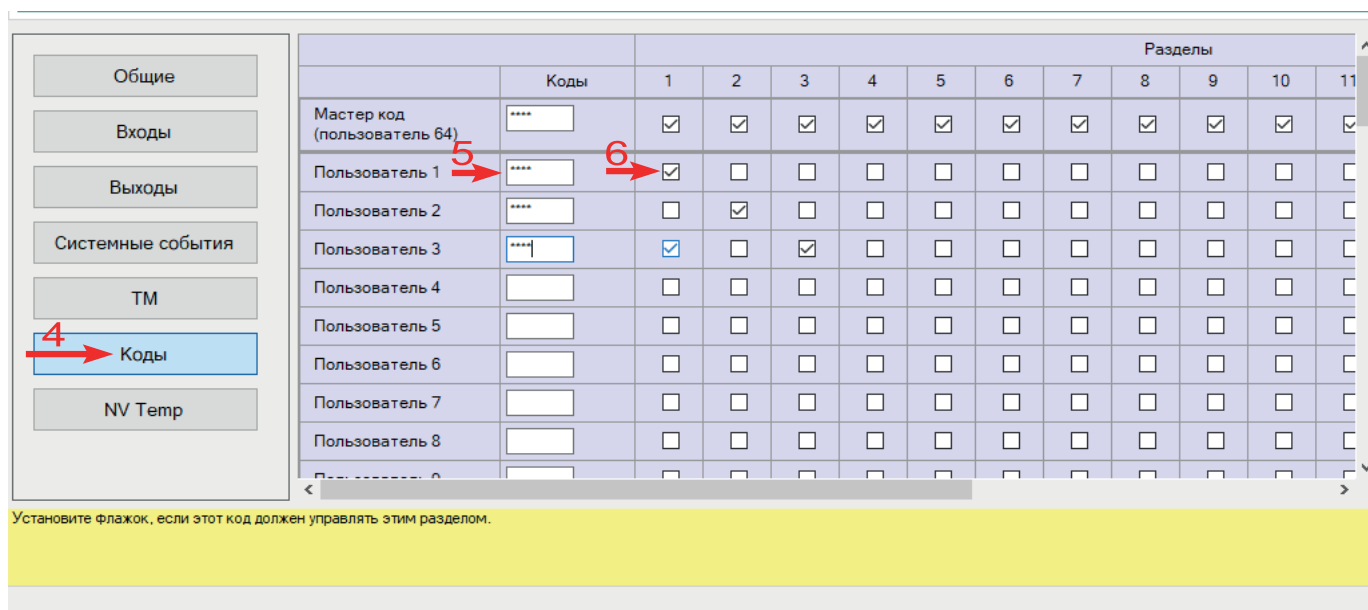 Общие
Входы
Выходы
Системные события
ТМ
4
Коды
NV Temp
Разделы
Коды 1 2 3 4 5 6 7 8 9 10 11
Мастер код
(пользователь 64) ****
5 6
Пользователь 1 ****
Пользователь 2 ****
Пользователь 3 ****
Пользователь 4
Пользователь 5
Пользователь 6
Пользователь 7
Пользователь 8
Установите флажок, если этот код должен управлять этим разделом.